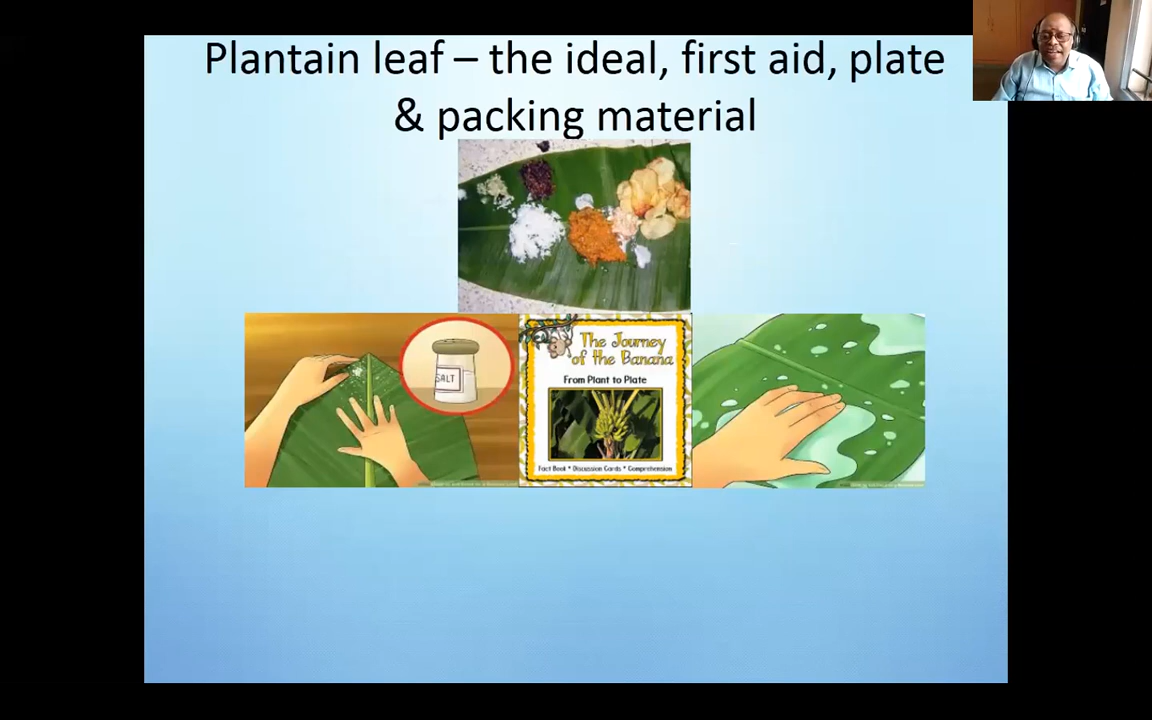 Plantain leaf – the ideal, first aid, plate
& packing material
SALT
The Journey
of the Banana
From Plant to Plate
Fact Book * Discussion Cards * Comprehension